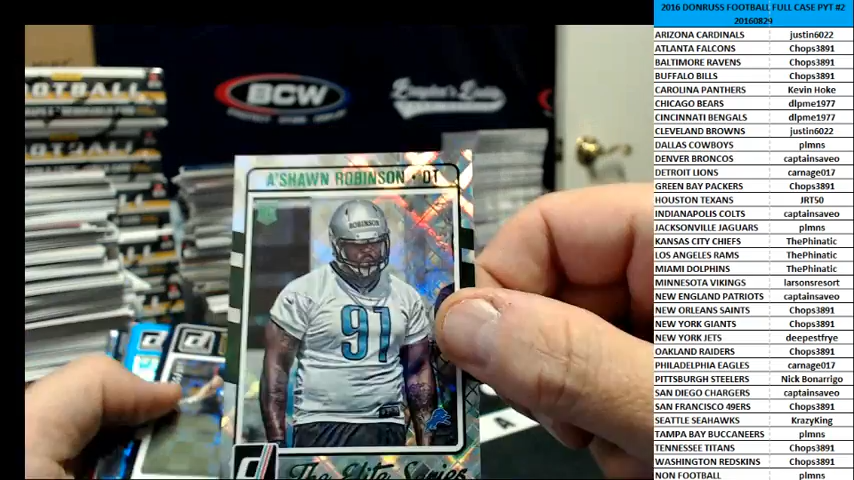 2016 DONRUSS FOOTBALL FULL CASE PYT #2
20160829
ARIZONA CARDINALS justin6022
ATLANTA FALCONS Chops3891
BALTIMORE RAVENS Chops3891
BUFFALO BILLS Chops3891
CAROLINA PANTHERS Kevin Hoke
CHICAGO BEARS dlpme1977
CINCINNATI BENGALS dlpme1977
CLEVELAND BROWNS justin6022
DALLAS COWBOYS plmns
DENVER BRONCOS captainsaveo
DETROIT LIONS carnage017
GREEN BAY PACKERS Chops3891
HOUSTON TEXANS JRT50
INDIANAPOLIS COLTS captainsaveo
JACKSONVILLE JAGUARS plmns
KANSAS CITY CHIEFS ThePhinatic
LOS ANGELES RAMS ThePhinatic
MIAMI DOLPHINS ThePhinatic
MINNESOTA VIKINGS larsonsresort
NEW ENGLAND PATRIOTS captainsaveo
NEW ORLEANS SAINTS Chops3891
NEW YORK GIANTS Chops3891
NEW YORK JETS deepestfrye
OAKLAND RAIDERS Chops3891
PHILADELPHIA EAGLES carnage017
PITTSBURGH STEELERS Nick Bonarrigo
SAN DIEGO CHARGERS captainsaveo
SAN FRANCISCO 49ERS Chops3891
SEATTLE SEAHAWKS KrazyKing
TAMPA BAY BUCCANEERS plmns
TENNESSEE TITANS Chops3891
WASHINGTON REDSKINS Chops3891
NON FOOTBALL plmns
BCW
A'SHAWN ROBINSON • DT
ROBINSON
91
The Elite Series